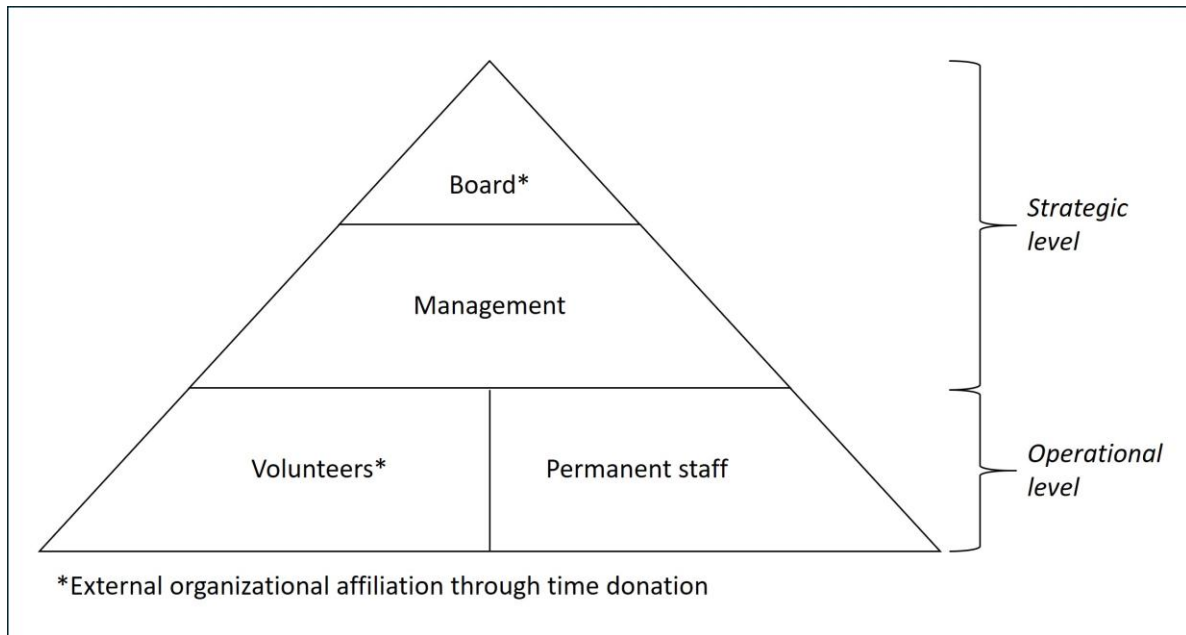 Board*
Strategic
level
Management
Volunteers*
Permanent staff
Operational
level
*External organizational affiliation through time donation